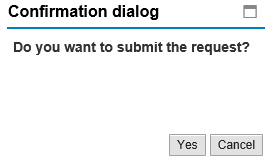 Confirmation dialog
Do you want to submit the request?
Yes Cancel